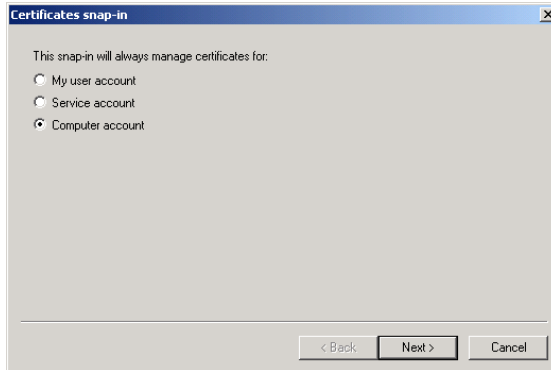 Certificates snap-in
This snap-in will always manage certificates for:
My user account
Service account
Computer account
< Back Next > Cancel